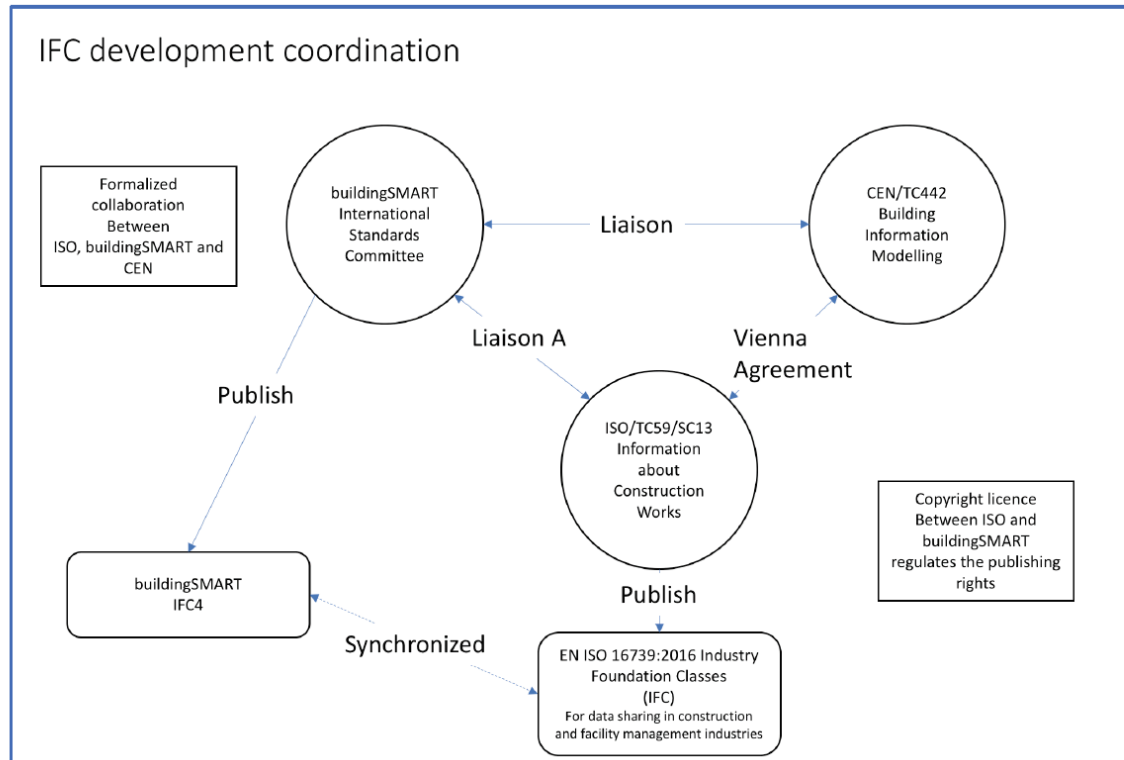 IFC development coordination
Formalized
collaboration
Between
ISO, buildingSMART and
CEN
buildingSMART
International
Standards
Committee
Liaison
CEN/TC442
Building
Information
Modelling
Liaison A
Vienna
Agreement
Publish
ISO/TC59/SC13
Information
about
Construction
Works
Copyright licence
Between ISO and
buildingSMART
regulates the publishing
rights
buildingSMART
IFC4
Publish
Synchronized
EN ISO 16739:2016 Industry
Foundation Classes
(IFC)
For data sharing in construction
and facility management industries